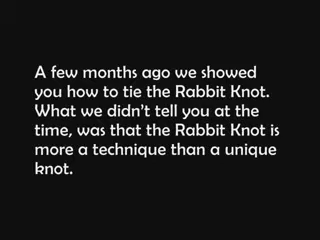 A few months ago we showed
you how to tie the Rabbit Knot.
What we didn't tell you at the
time, was that the Rabbit Knot is
more a technique than a unique
knot.